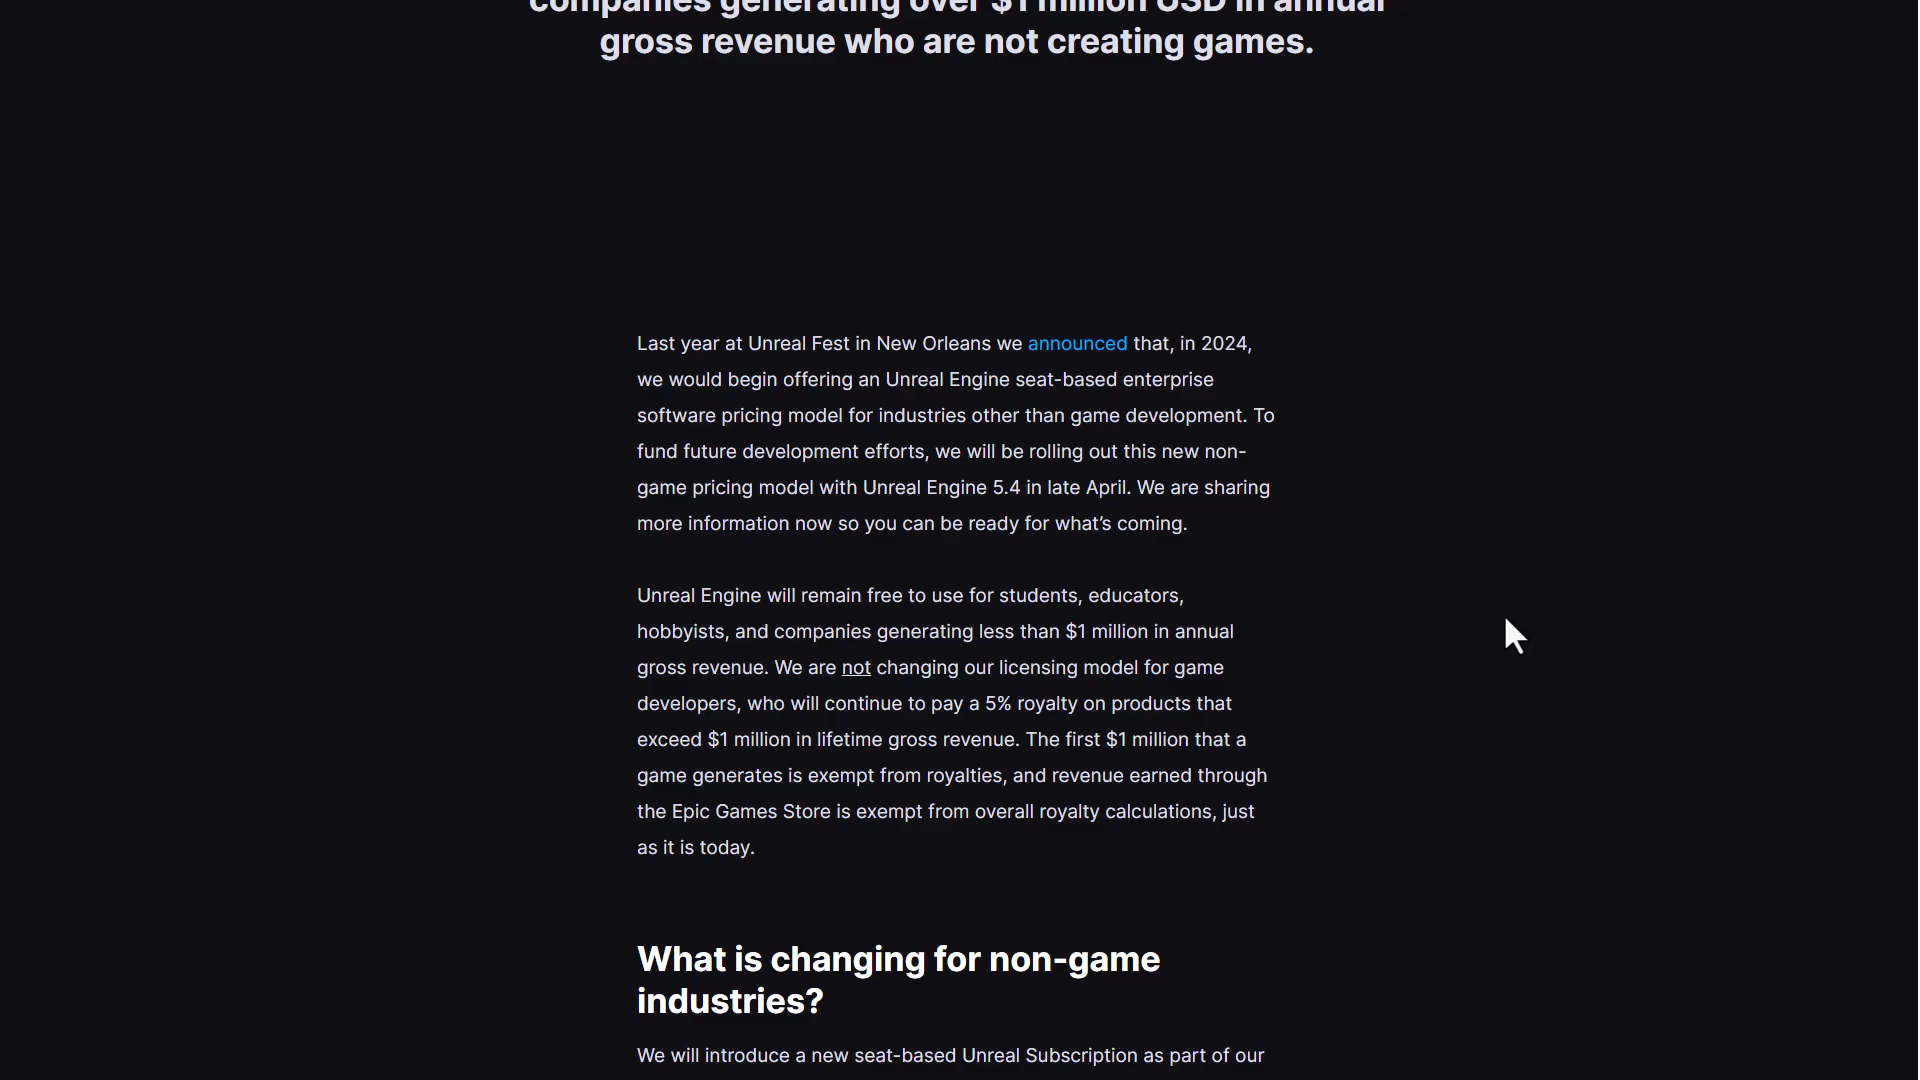 companies generating over $1 million USD in annual
gross revenue who are not creating games.
Last year at Unreal Fest in New Orleans we announced that, in 2024,
we would begin offering an Unreal Engine seat-based enterprise
software pricing model for industries other than game development. To
fund future development efforts, we will be rolling out this new non-
game pricing model with Unreal Engine 5.4 in late April. We are sharing
more information now so you can be ready for what’s coming.
Unreal Engine will remain free to use for students, educators,
hobbyists, and companies generating less than $1 million in annual
gross revenue. We are not changing our licensing model for game
developers, who will continue to pay a 5% royalty on products that
exceed $1 million in lifetime gross revenue. The first $1 million that a
game generates is exempt from royalties, and revenue earned through
the Epic Games Store is exempt from overall royalty calculations, just
as it is today.
What is changing for non-game
industries?
We will introduce a new seat-based Unreal Subscription as part of our